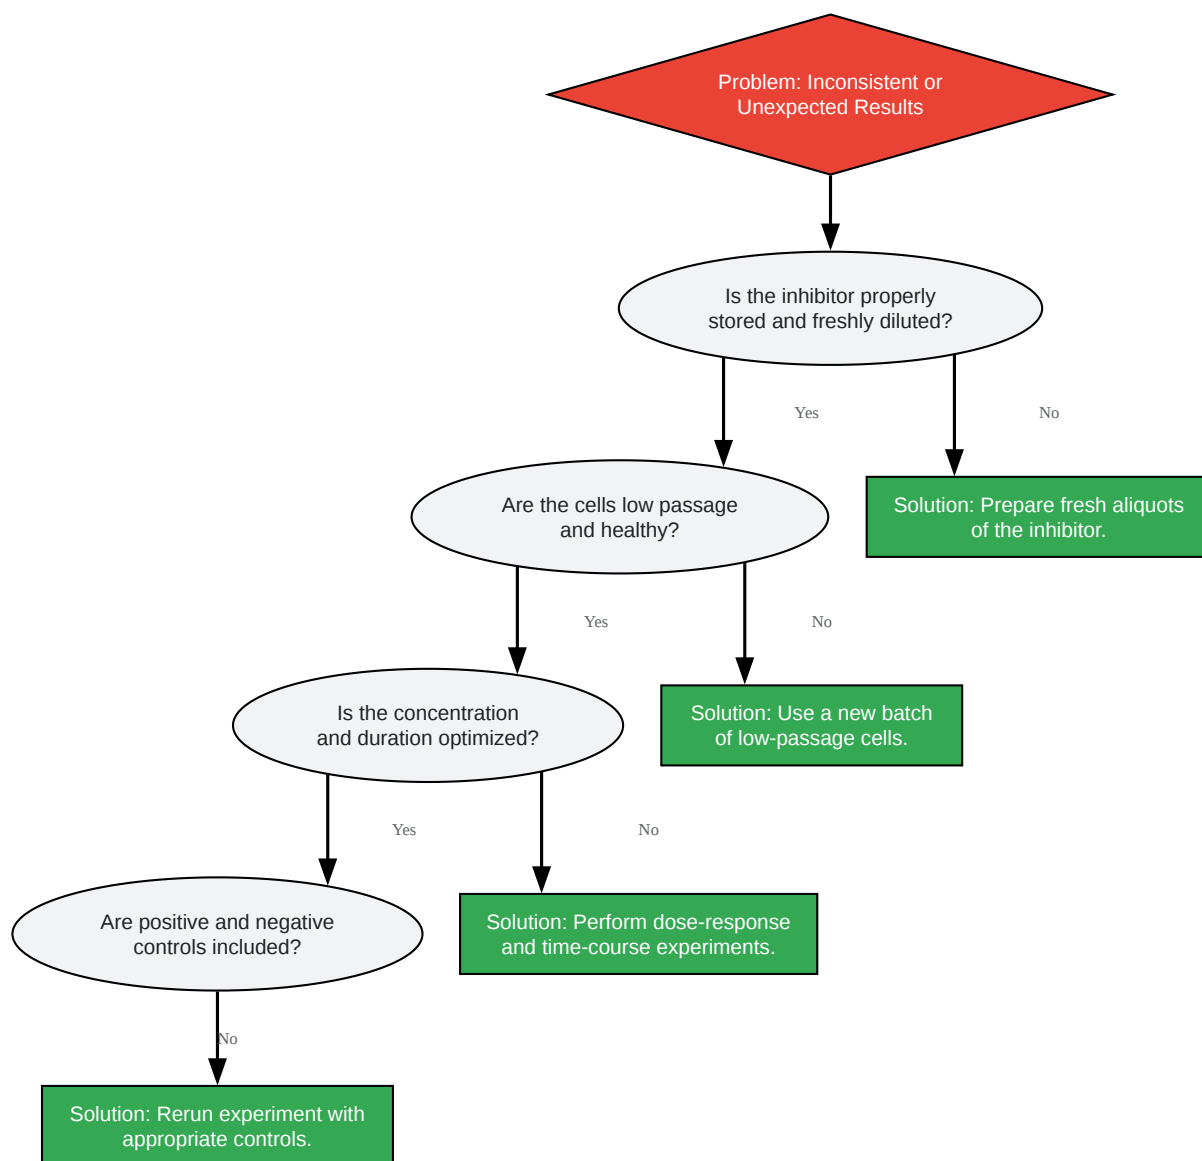 Problem: Inconsistent or
Unexpected Results
Is the inhibitor properly
stored and freshly diluted?
Yes
No
Are the cells low passage
and healthy?
Solution: Prepare fresh aliquots
of the inhibitor.
Yes
No
Is the concentration
and duration optimized?
Solution: Use a new batch
of low-passage cells.
Yes
No
Are positive and negative
controls included?
Solution: Perform dose-response
and time-course experiments.
No
Solution: Rerun experiment with
appropriate controls.